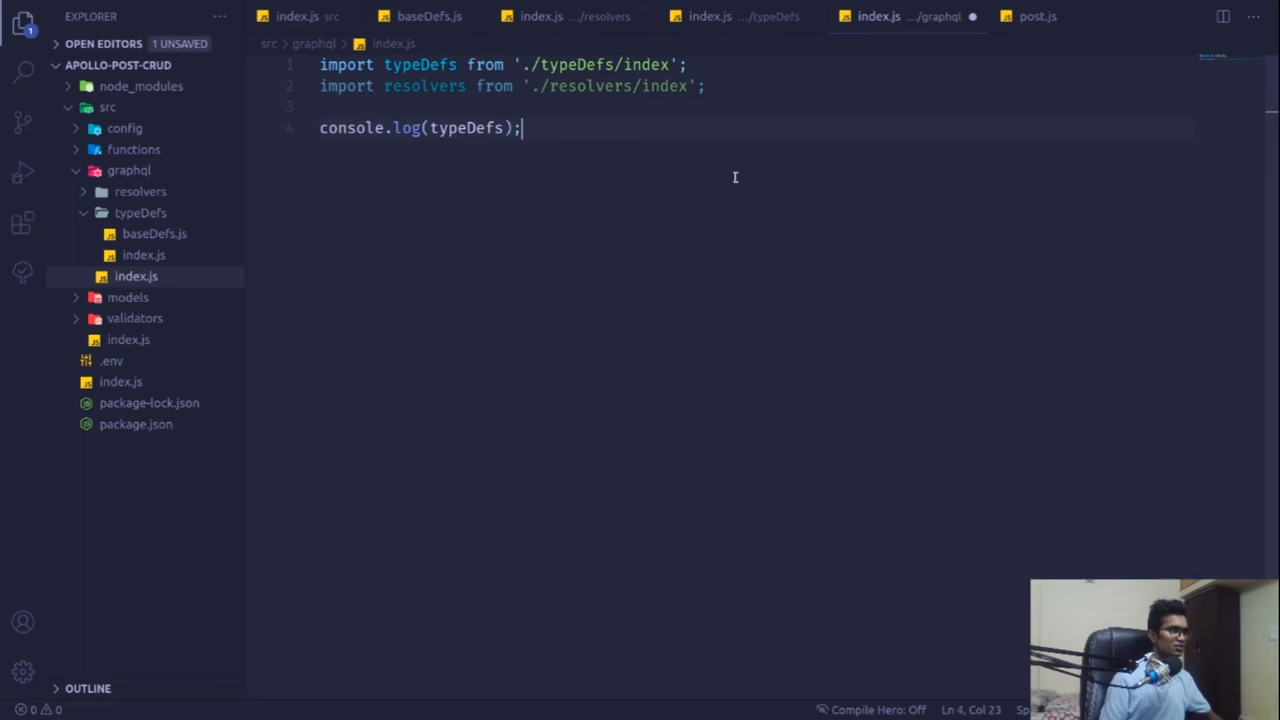 EXPLORER
index.js src
baseDefs.js
index.js .../resolvers
index.js .../typeDefs
index.js .../graphql
post.js
OPEN EDITORS 1 UNSAVED
src graphql index.js
APOLLO-POST-CRUD
node_modules
src
config
functions
graphql
resolvers
typeDefs
baseDefs.js
index.js
index.js
models
validators
index.js
.env
index.js
package-lock.json
package.json
OUTLINE
1
1 import typeDefs from './typeDefs/index';
2 import resolvers from './resolvers/index';
3
4 console.log(typeDefs);
0 0
Compile Hero: Off Ln 4, Col 23